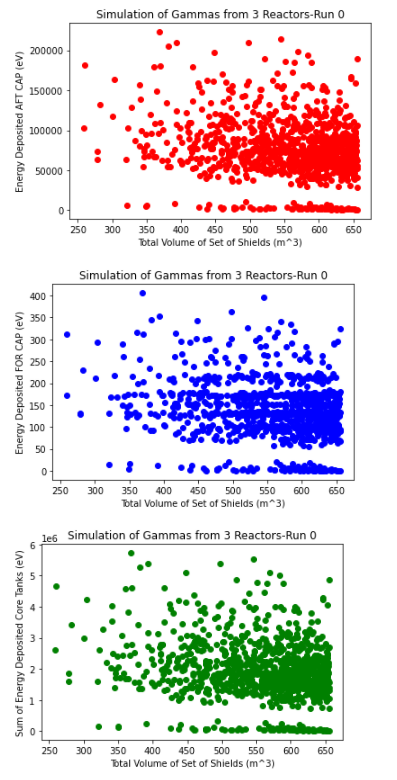 Simulation of Gammas from 3 Reactors-Run 0
Energy Deposited AFT CAP (eV)
200000
150000
100000
50000
0
250 300 350 400 450 500 550 600 650
Total Volume of Set of Shields (m^3)
Simulation of Gammas from 3 Reactors-Run 0
Energy Deposited FOR CAP (eV)
400
350
300
250
200
150
100
50
0
250 300 350 400 450 500 550 600 650
Total Volume of Set of Shields (m^3)
Simulation of Gammas from 3 Reactors-Run 0
1e6
Sum of Energy Deposited Core Tanks (eV)
6
5
4
3
2
1
0
250 300 350 400 450 500 550 600 650
Total Volume of Set of Shields (m^3)